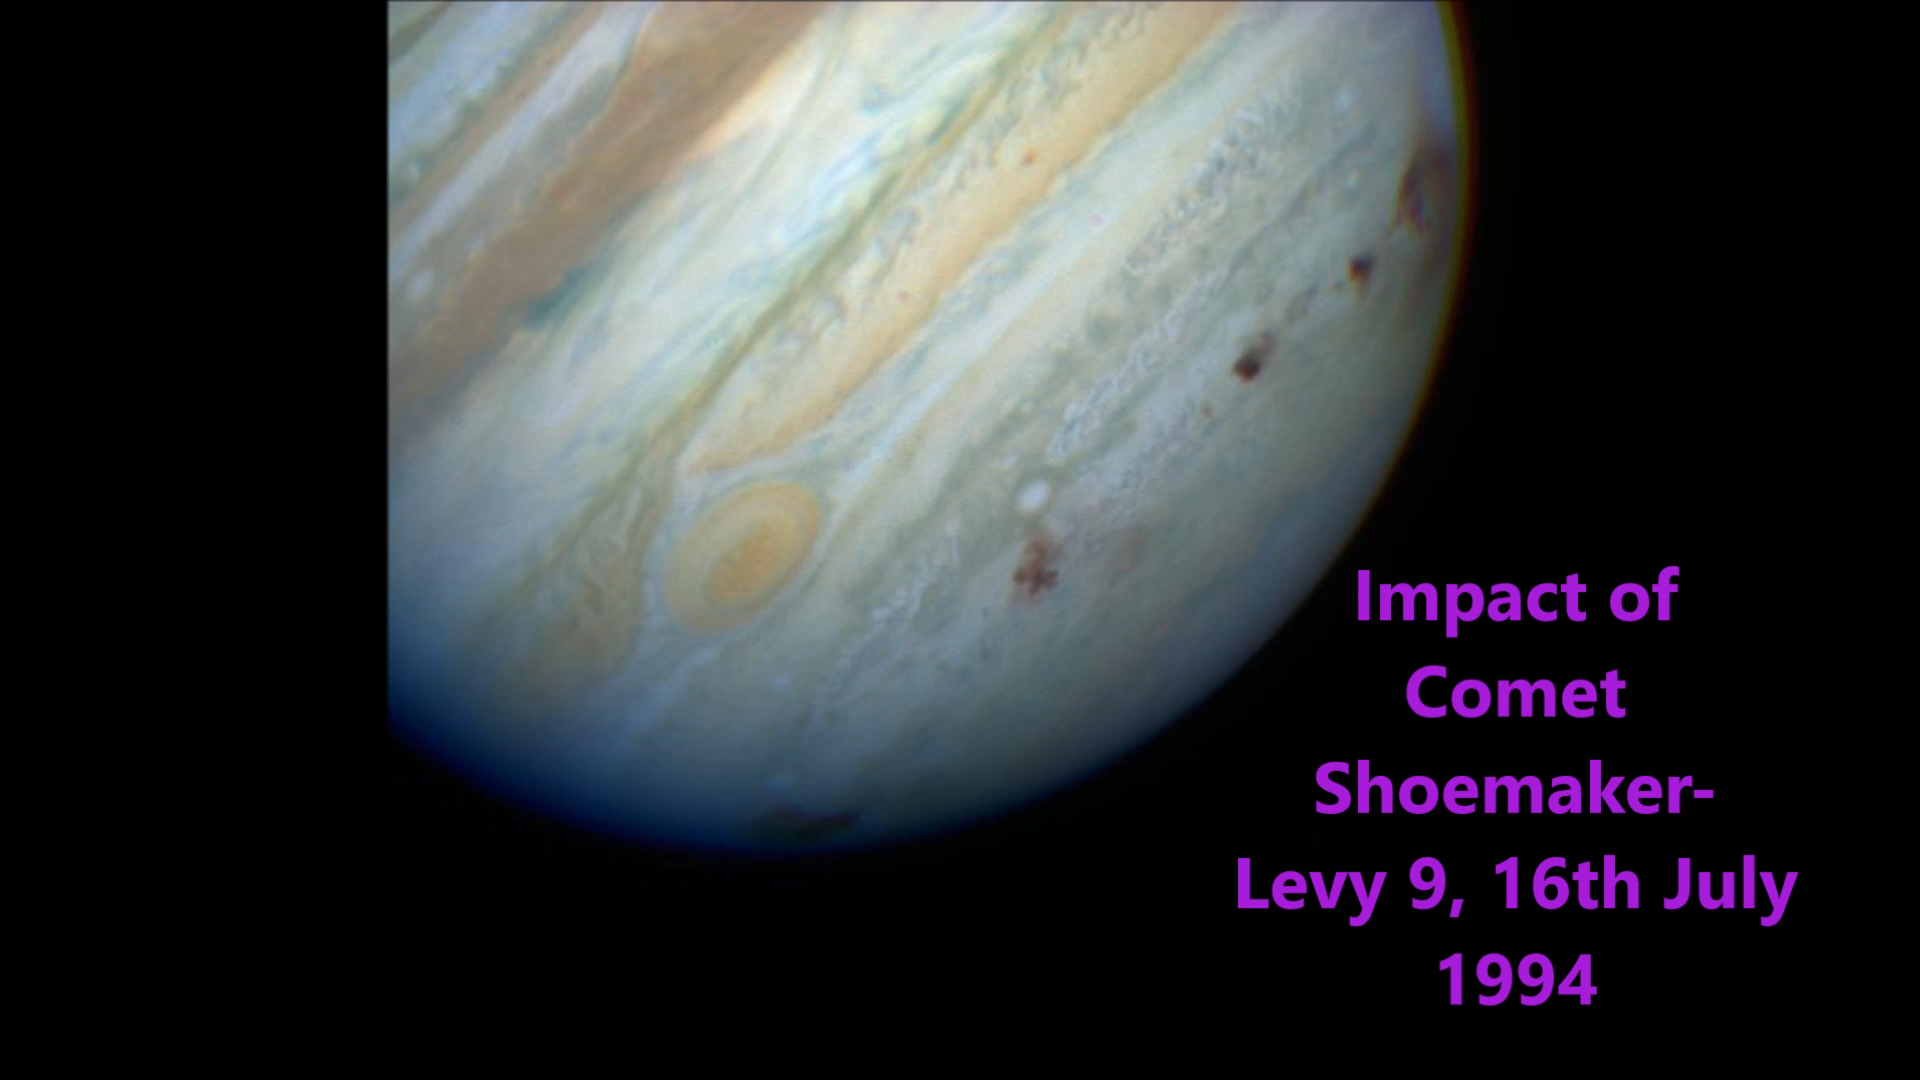 Impact of
Comet
Shoemaker-
Levy 9, 16th July
1994